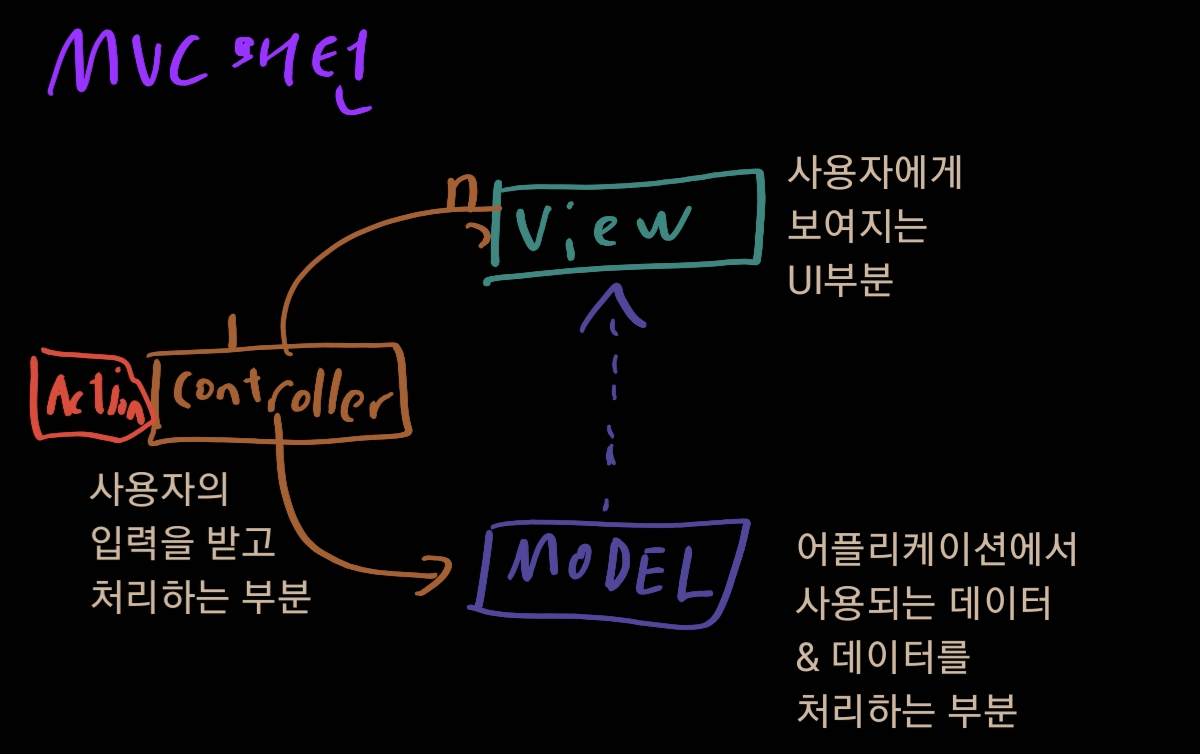 MVC 패턴
n
View
사용자에게
보여지는
UI부분
1
Action
Controller
사용자의
입력을 받고
처리하는 부분
MODEL
어플리케이션에서
사용되는 데이터
& 데이터를
처리하는 부분